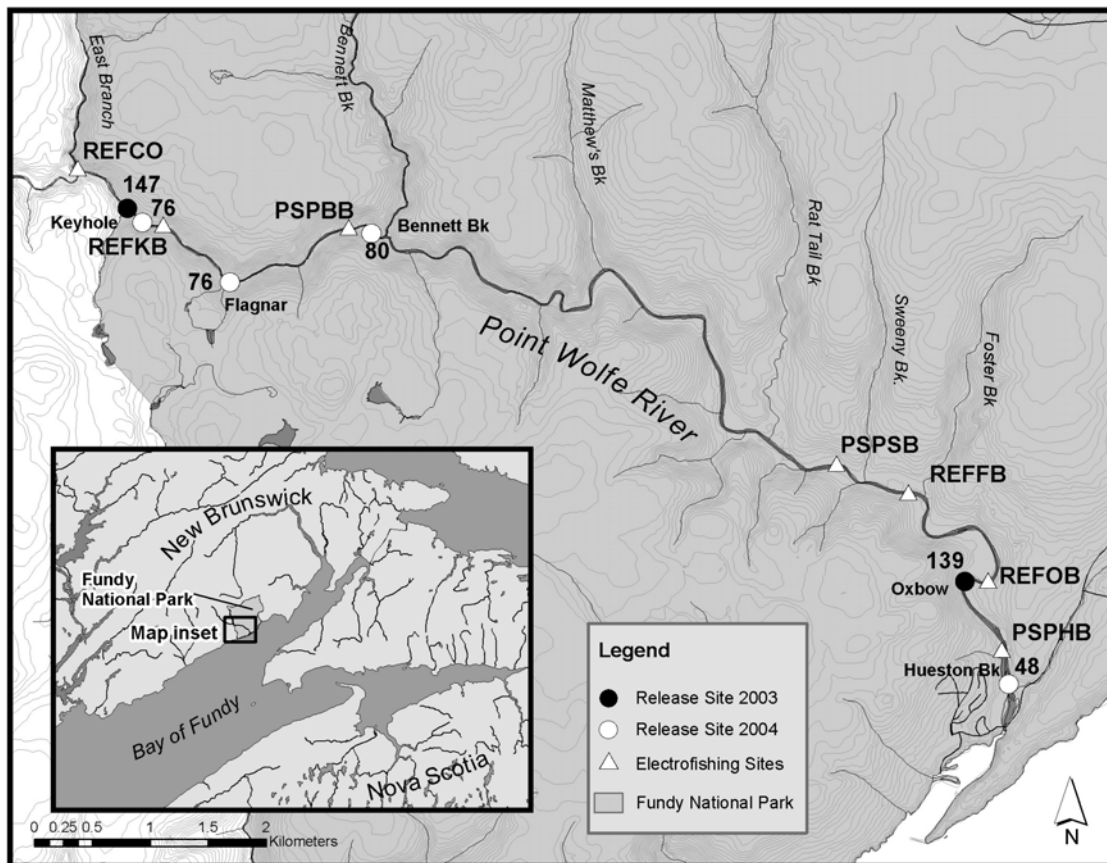 East Branch
Bennett Bk
Matthew's Bk
Rat Tail Bk
Sweeny Bk.
Foster Bk
REFCO
147
Keyhole
76
REFKB
PSPBB
Bennett Bk
80
76
Flagnar
Point Wolfe River
PSPSB
REFFB
139
Oxbow
REFOB
PSPHB
Hueston Bk
48
New Brunswick
Fundy
National Park
Map inset
Bay of Fundy
Nova Scotia
Legend
Release Site 2003
Release Site 2004
Electrofishing Sites
Fundy National Park
0 0.25 0.5 1 1.5 2
Kilometers
N